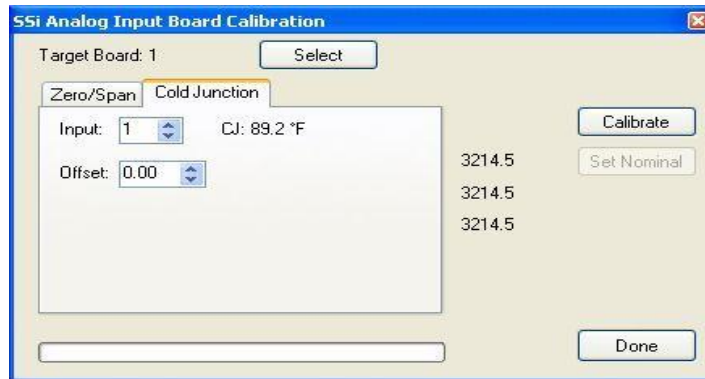 SSi Analog Input Board Calibration
Target Board: 1 Select
Zero/Span Cold Junction
Input: 1 CJ: 89.2 °F
Calibrate
Offset: 0.00
3214.5 Set Nominal
3214.5
3214.5
Done